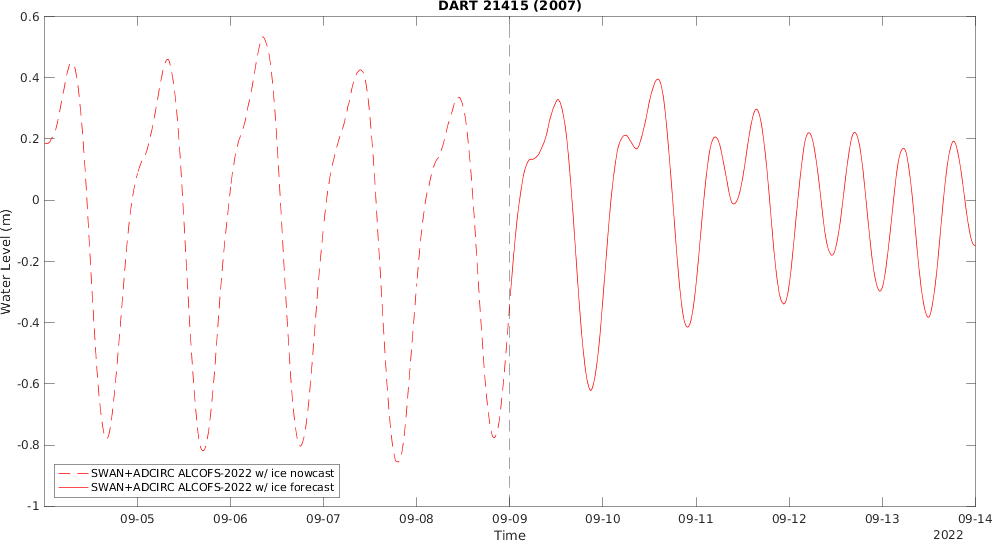 DART 21415 (2007)
0.6
0.4
0.2
0
-0.2
-0.4
-0.6
-0.8
-1
Water Level (m)
SWAN+ADCIRC ALCOFS-2022 w/ ice nowcast
SWAN+ADCIRC ALCOFS-2022 w/ ice forecast
09-05 09-06 09-07 09-08 09-09 09-10 09-11 09-12 09-13 09-14
Time
2022